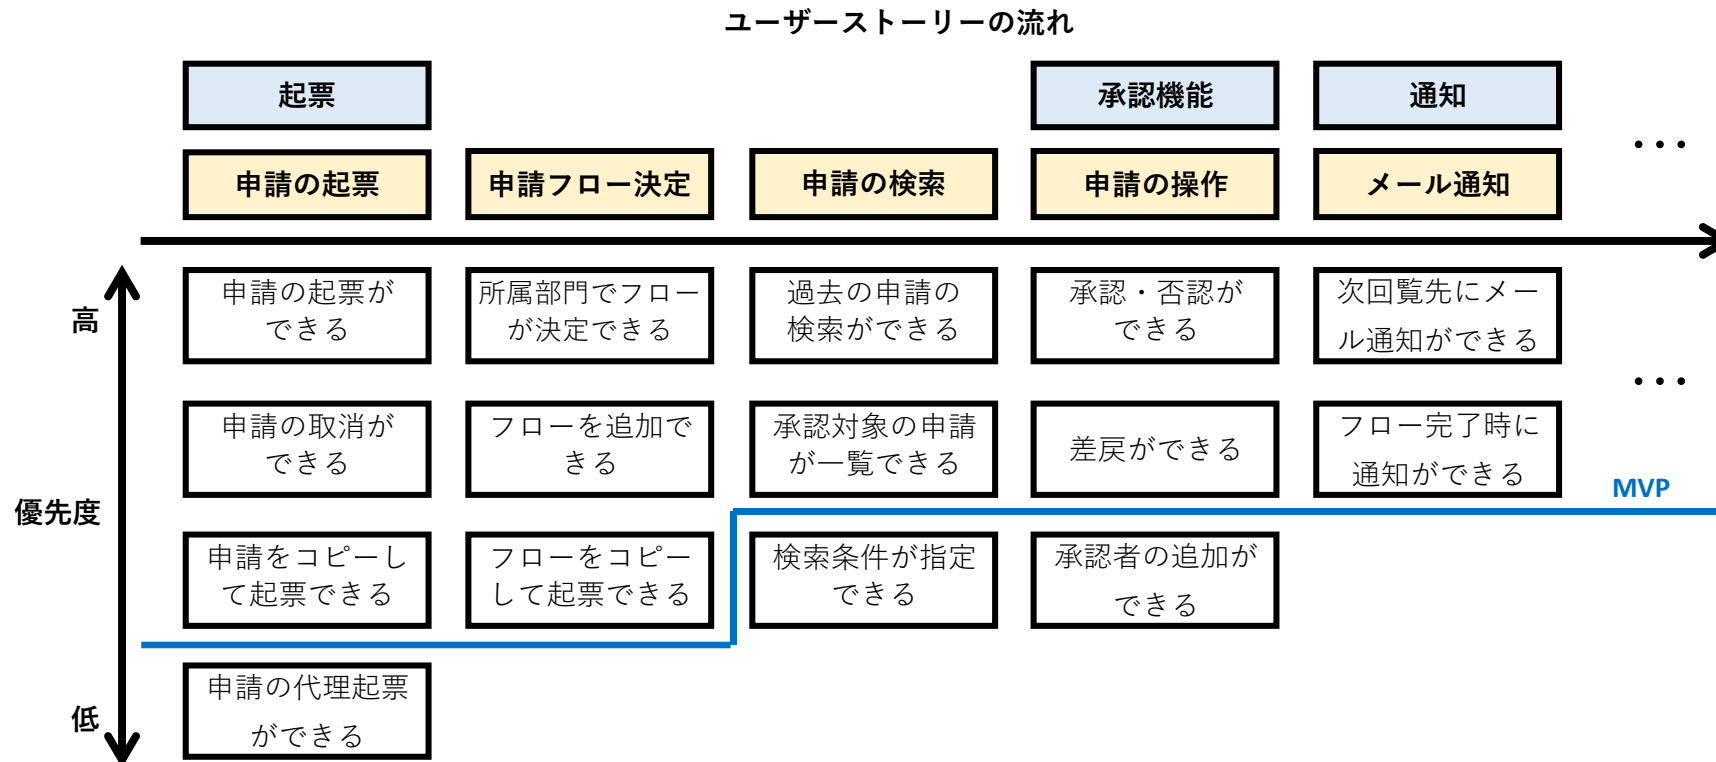 ユーザーストーリーの流れ
起票
承認機能
通知
申請の起票
申請フロー決定
申請の検索
申請の操作
メール通知
・・・
高
優先度
低
申請の起票が
できる
所属部門でフロー
が決定できる
過去の申請の
検索ができる
承認・否認が
できる
次回覧先にメー
ル通知ができる
・・・
申請の取消が
できる
フローを追加で
きる
承認対象の申請
が一覧できる
差戻ができる
フロー完了時に
通知ができる
MVP
申請をコピーし
て起票できる
フローをコピー
して起票できる
検索条件が指定
できる
承認者の追加が
できる
申請の代理起票
ができる